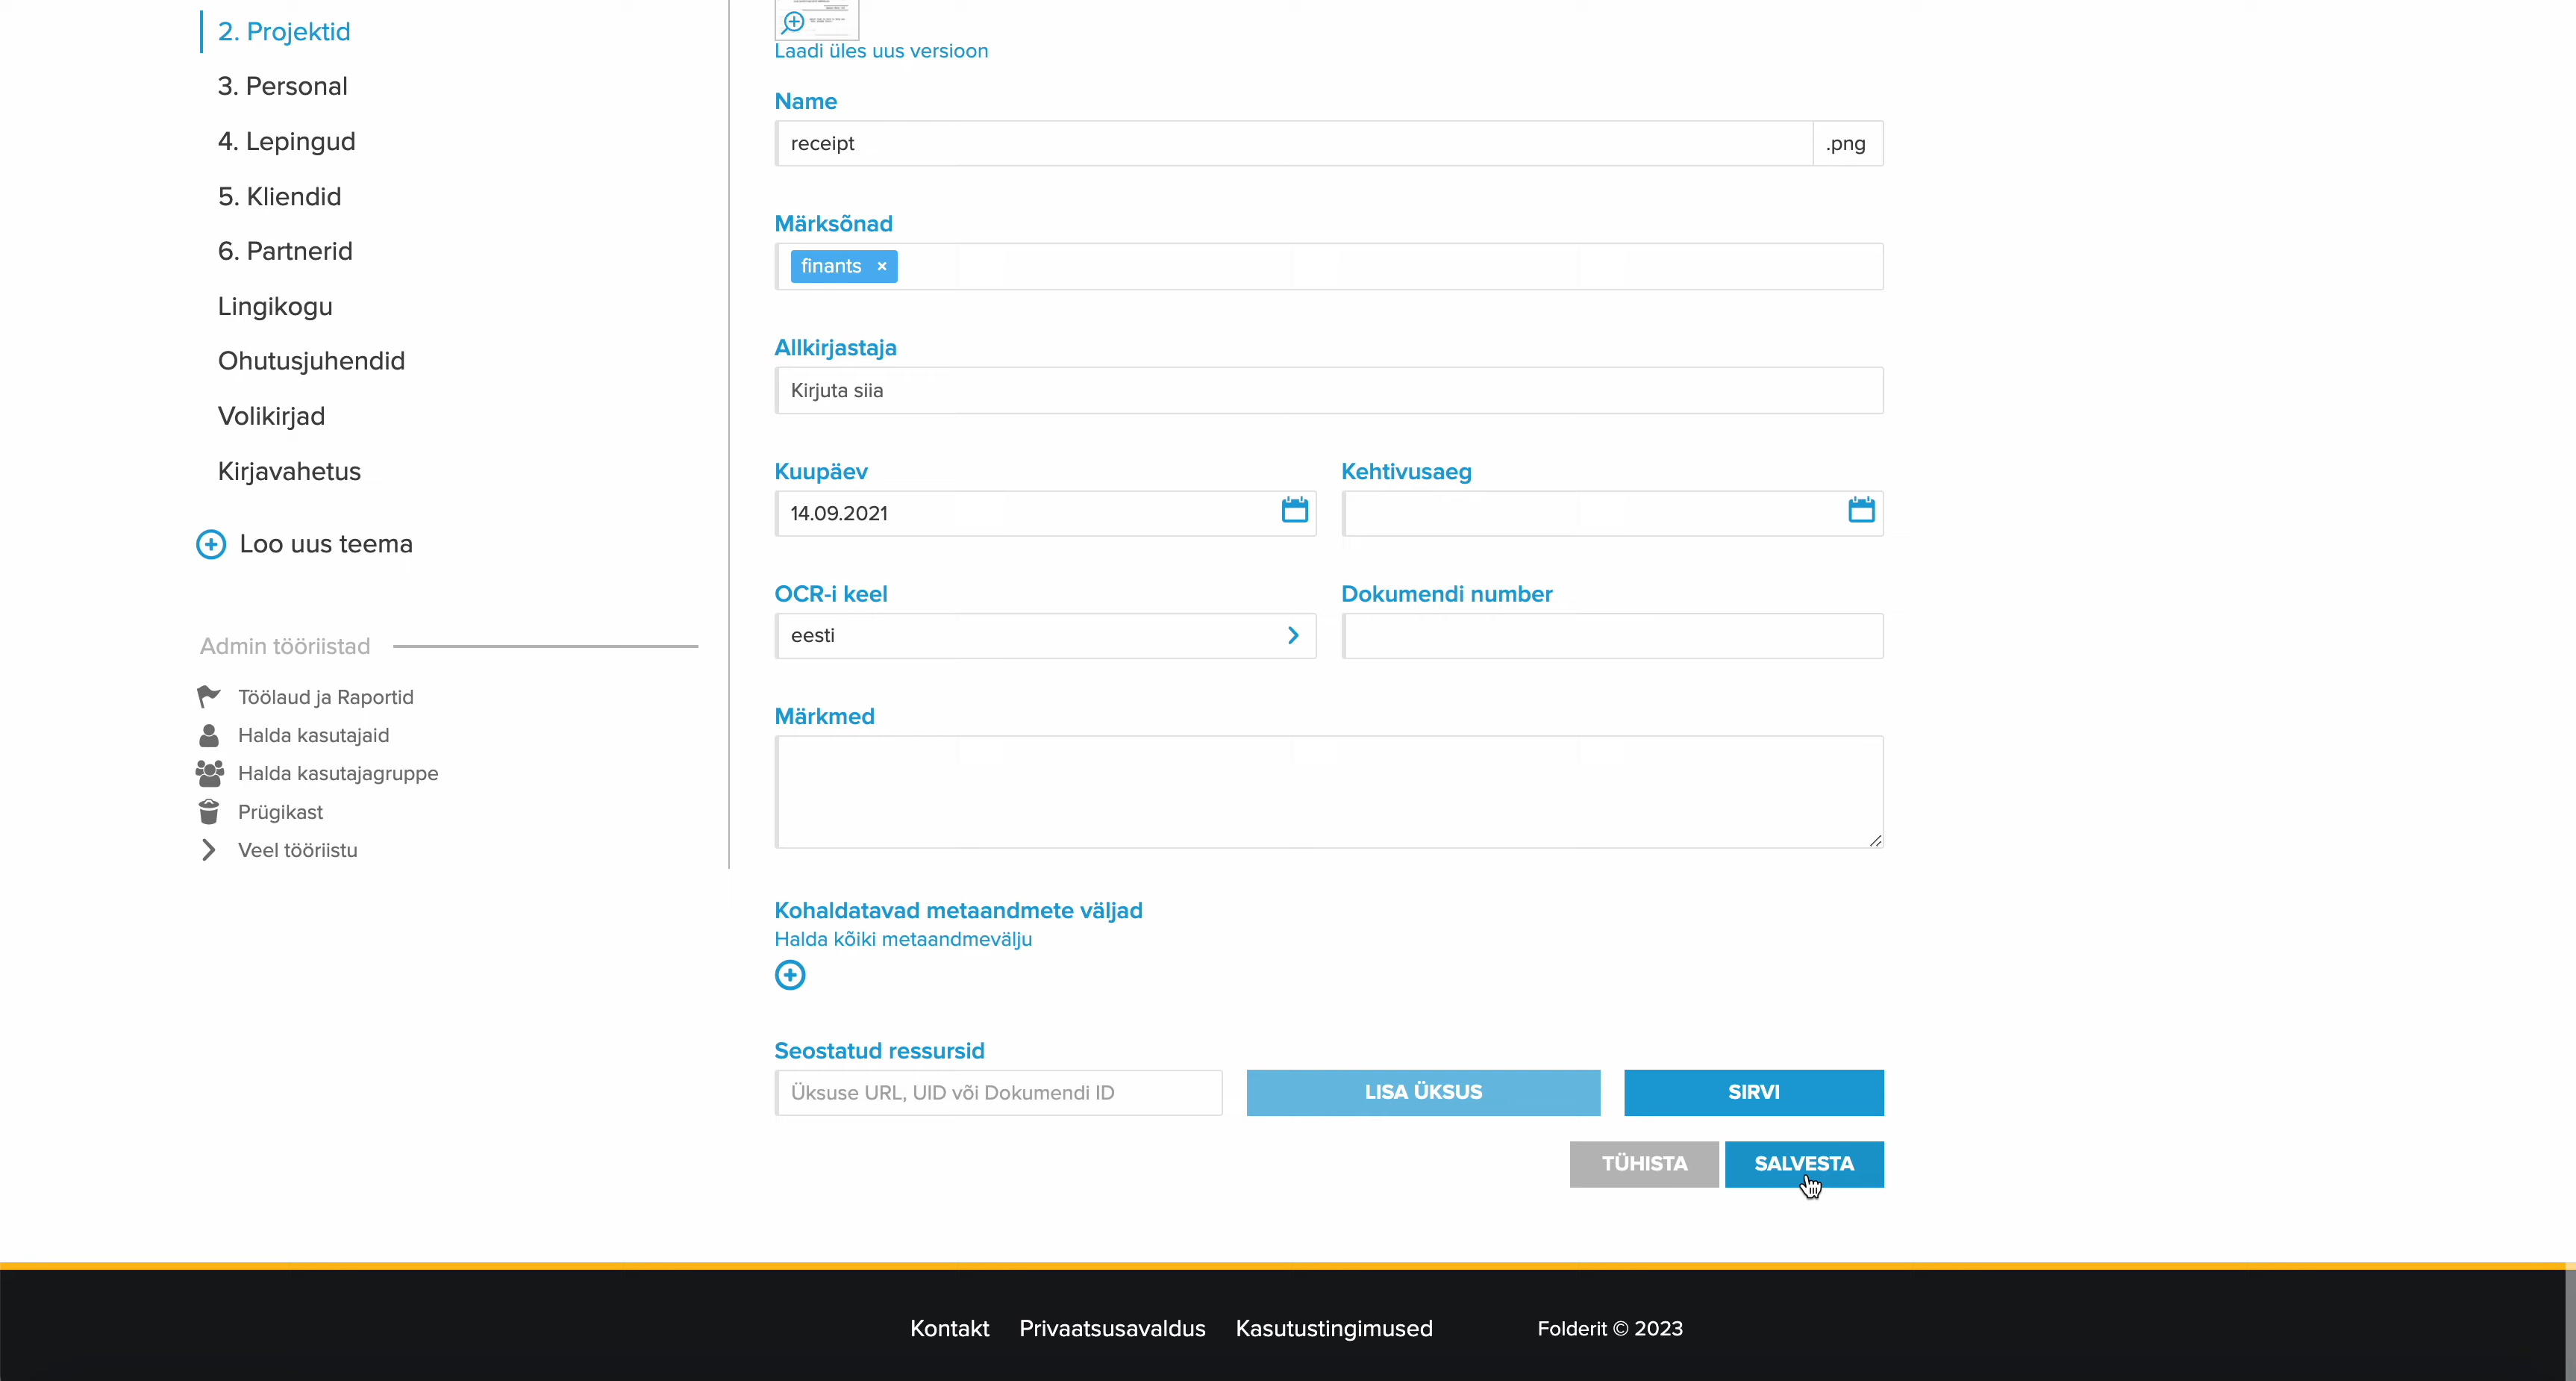 2. Projektid
3. Personal
4. Lepingud
5. Kliendid
6. Partnerid
Lingikogu
Ohutusjuhendid
Volikirjad
Kirjavahetus
Loo uus teema
Admin tööriistad
Töölaud ja Raportid
Halda kasutajaid
Halda kasutajagruppe
Prügikast
Veel tööriistu
Laadi üles uus versioon
Name
receipt .png
Märksõnad
finants ×
Allkirjastaja
Kirjuta siia
Kuupäev Kehtivusaeg
14.09.2021
OCR-i keel Dokumendi number
eesti
Märkmed
Kohaldatavad metaandmete väljad
Halda kõiki metaandmevälju
Seostatud ressursid
Üksuse URL, UID või Dokumendi ID LISA ÜKSUS SIRVI
TÜHISTA SALVESTA
Kontakt Privaatsusavaldus Kasutustingimused Folderit © 2023